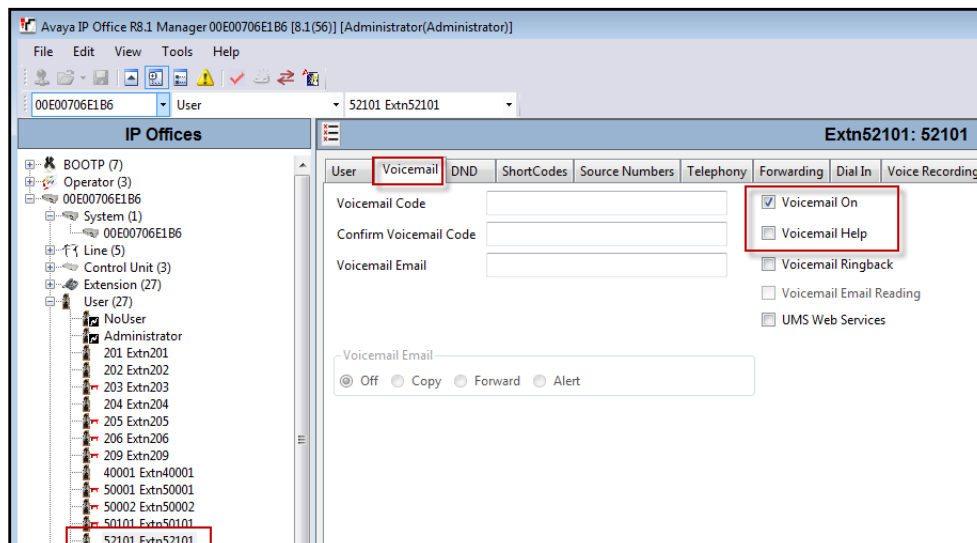 Avaya IP Office R8.1 Manager 00E00706E1B6 [8.1(56)] [Administrator(Administrator)]
File Edit View Tools Help
00E00706E1B6 User 52101 Extn52101
IP Offices
Extn52101: 52101
BOOTP (7)
Operator (3)
00E00706E1B6
System (1)
00E00706E1B6
Line (5)
Control Unit (3)
Extension (27)
User (27)
NoUser
Administrator
201 Extn201
202 Extn202
203 Extn203
204 Extn204
205 Extn205
206 Extn206
209 Extn209
40001 Extn40001
50001 Extn50001
50002 Extn50002
50101 Extn50101
52101 Extn52101
User Voicemail DND ShortCodes Source Numbers Telephony Forwarding Dial In Voice Recording
Voicemail Code
Confirm Voicemail Code
Voicemail Email
Voicemail On
Voicemail Help
Voicemail Ringback
Voicemail Email Reading
UMS Web Services
Voicemail Email
Off Copy Forward Alert